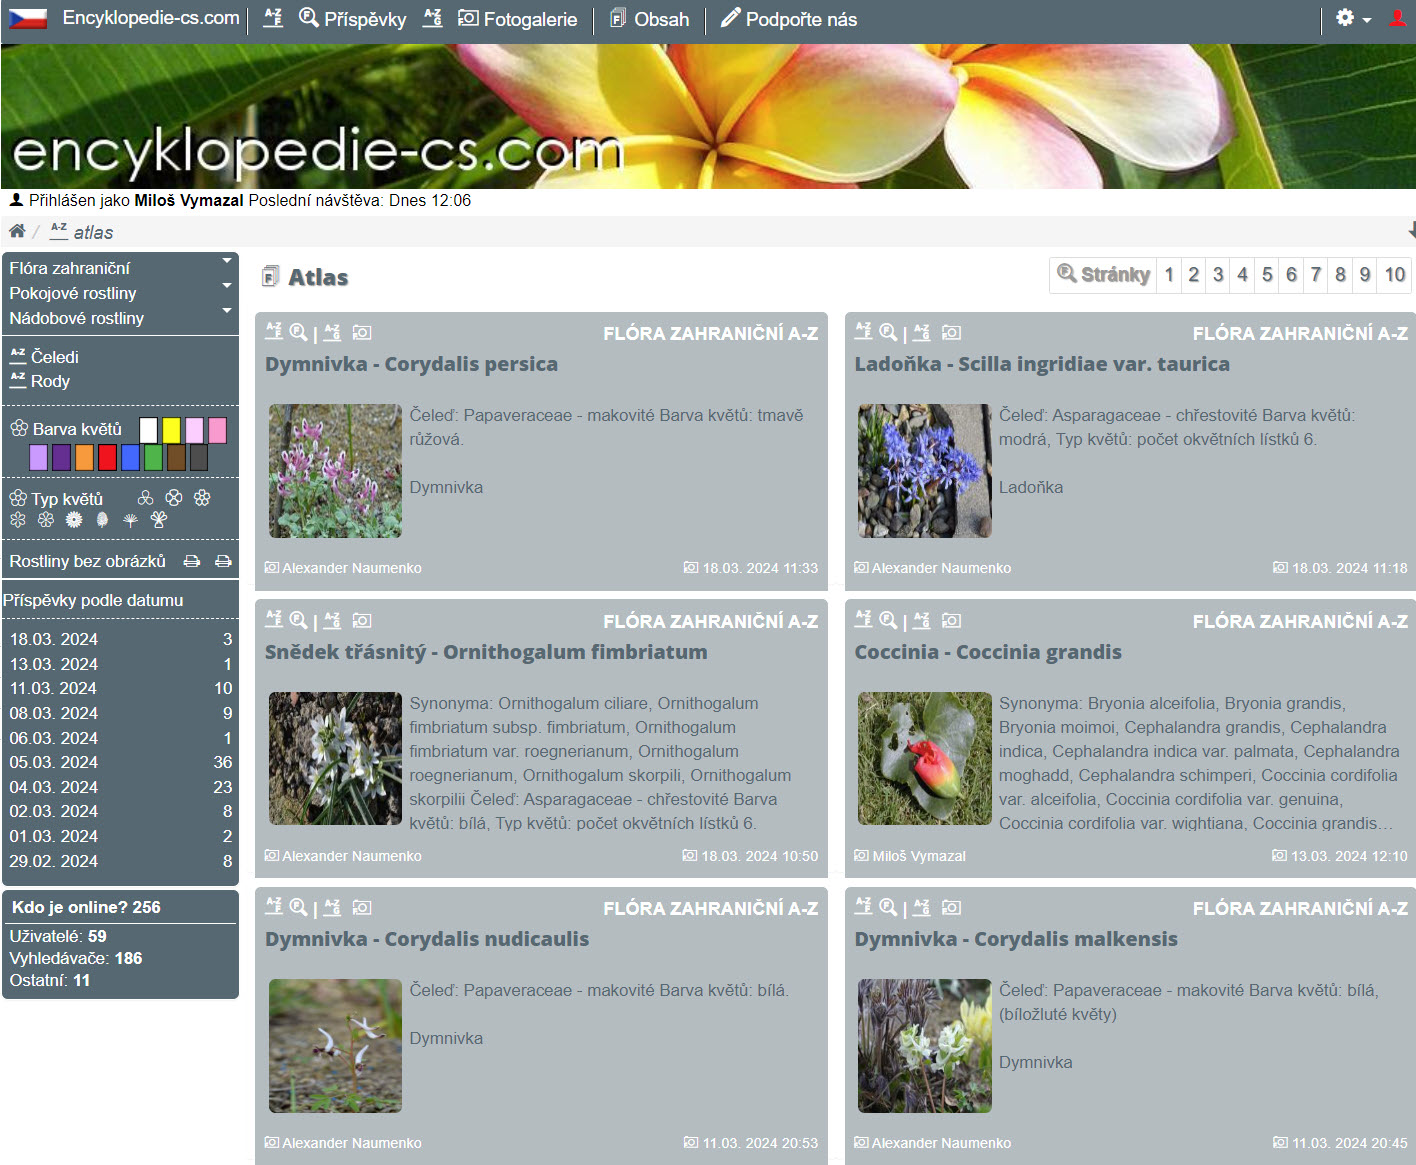 Encyklopedie-cs.com A-Z F Příspěvky A-Z G Fotogalerie Obsah Podpořte nás
encyklopedie-cs.com
Přihlášen jako Miloš Vymazal Poslední návštěva: Dnes 12:06
/ A-Z atlas
Flóra zahraniční
Pokojové rostliny
Nádobové rostliny
A-Z Čeledi
A-Z Rody
Barva květů
Typ květů
Rostliny bez obrázků
Příspěvky podle datumu
18.03. 2024 3
13.03. 2024 1
11.03. 2024 10
08.03. 2024 9
06.03. 2024 1
05.03. 2024 36
04.03. 2024 23
02.03. 2024 8
01.03. 2024 2
29.02. 2024 8
Kdo je online? 256
Uživatelé: 59
Vyhledávače: 186
Ostatní: 11
Atlas
Stránky 1 2 3 4 5 6 7 8 9 10
A-Z F | A-Z G FLÓRA ZAHRANIČNÍ A-Z
Dymnivka - Corydalis persica
Čeleď: Papaveraceae - makovité Barva květů: tmavě
růžová.
Dymnivka
Alexander Naumenko 18.03. 2024 11:33
A-Z F | A-Z G FLÓRA ZAHRANIČNÍ A-Z
Ladoňka - Scilla ingridiae var. taurica
Čeleď: Asparagaceae - chřestovité Barva květů:
modrá, Typ květů: počet okvětních lístků 6.
Ladoňka
Alexander Naumenko 18.03. 2024 11:18
A-Z F | A-Z G FLÓRA ZAHRANIČNÍ A-Z
Snědek třásnitý - Ornithogalum fimbriatum
Synonyma: Ornithogalum ciliare, Ornithogalum
fimbriatum subsp. fimbriatum, Ornithogalum
fimbriatum var. roegnerianum, Ornithogalum
roegnerianum, Ornithogalum skorpili, Ornithogalum
skorpilii Čeleď: Asparagaceae - chřestovité Barva
květů: bílá, Typ květů: počet okvětních lístků 6.
Alexander Naumenko 18.03. 2024 10:50
A-Z F | A-Z G FLÓRA ZAHRANIČNÍ A-Z
Coccinia - Coccinia grandis
Synonyma: Bryonia alceifolia, Bryonia grandis,
Bryonia moimoi, Cephalandra grandis, Cephalandra
indica, Cephalandra indica var. palmata, Cephalandra
moghadd, Cephalandra schimperi, Coccinia cordifolia
var. alceifolia, Coccinia cordifolia var. genuina,
Coccinia cordifolia var. wightiana, Coccinia grandis…
Miloš Vymazal 13.03. 2024 12:10
A-Z F | A-Z G FLÓRA ZAHRANIČNÍ A-Z
Dymnivka - Corydalis nudicaulis
Čeleď: Papaveraceae - makovité Barva květů: bílá.
Dymnivka
Alexander Naumenko 11.03. 2024 20:53
A-Z F | A-Z G FLÓRA ZAHRANIČNÍ A-Z
Dymnivka - Corydalis malkensis
Čeleď: Papaveraceae - makovité Barva květů: bílá,
(bíložluté květy)
Dymnivka
Alexander Naumenko 11.03. 2024 20:45